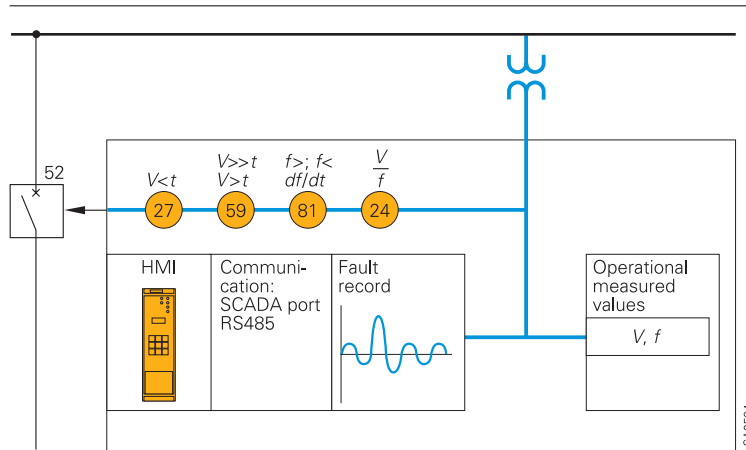 52
V<t
V>>t
V>t
f>; f<
df/dt
V
f
27
59
81
24
HMI
Communi-
cation:
SCADA port
RS485
Fault
record
Operational
measured
values
V, f